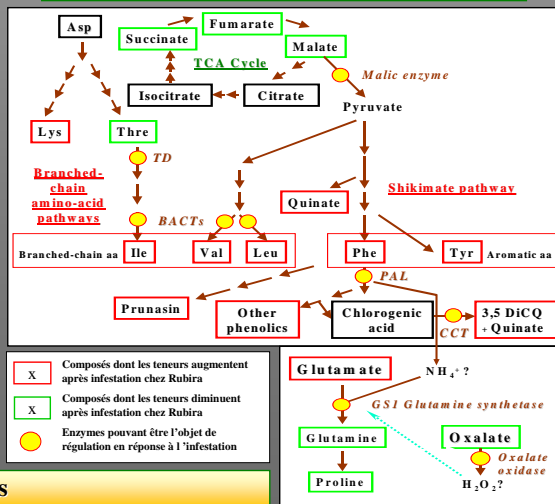 Asp
Fumarate
Succinate
Malate
TCA Cycle
Malic enzyme
Isocitrate
Citrate
Pyruvate
Lys
Thre
TD
Branched-
chain
amino-acid
pathways
Shikimate pathway
Quinate
BACTs
Branched-chain aa
Ile
Val
Leu
Phe
Tyr
Aromatic aa
PAL
Prunasin
Other
phenolics
Chlorogenic
acid
CCT
3,5 DiCQ
+ Quinate
X
Composés dont les teneurs augmentent
après infestation chez Rubira
X
Composés dont les teneurs diminuent
après infestation chez Rubira
Enzymes pouvant être l'objet de
régulation en réponse à l 'infestation
Glutamate
NH4+ ?
GS1 Glutamine synthetase
Glutamine
Oxalate
Oxalate
oxidase
Proline
H2O2?
s